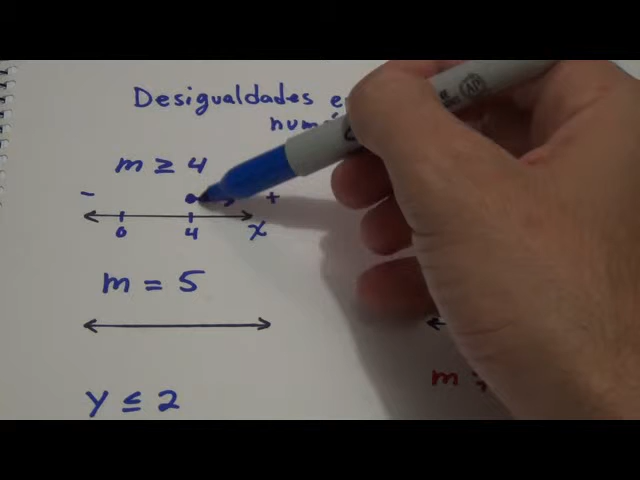 Desigualdades
m ≥ 4
- +
0 4 x
m = 5
y ≤ 2
m